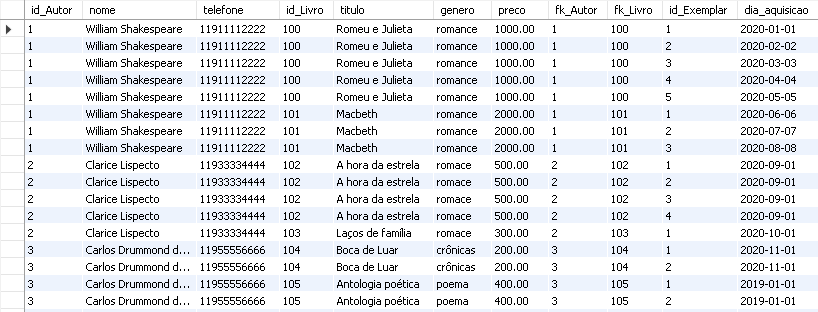 id_Autor nome telefone id_Livro titulo genero preco fk_Autor fk_Livro id_Exemplar dia_aquisicao
1 William Shakespeare 11911112222 100 Romeu e Julieta romance 1000.00 1 100 1 2020-01-01
1 William Shakespeare 11911112222 100 Romeu e Julieta romance 1000.00 1 100 2 2020-02-02
1 William Shakespeare 11911112222 100 Romeu e Julieta romance 1000.00 1 100 3 2020-03-03
1 William Shakespeare 11911112222 100 Romeu e Julieta romance 1000.00 1 100 4 2020-04-04
1 William Shakespeare 11911112222 100 Romeu e Julieta romance 1000.00 1 100 5 2020-05-05
1 William Shakespeare 11911112222 101 Macbeth romance 2000.00 1 101 1 2020-06-06
1 William Shakespeare 11911112222 101 Macbeth romance 2000.00 1 101 2 2020-07-07
1 William Shakespeare 11911112222 101 Macbeth romance 2000.00 1 101 3 2020-08-08
2 Clarice Lispecto 11933334444 102 A hora da estrela romace 500.00 2 102 1 2020-09-01
2 Clarice Lispecto 11933334444 102 A hora da estrela romace 500.00 2 102 2 2020-09-01
2 Clarice Lispecto 11933334444 102 A hora da estrela romace 500.00 2 102 3 2020-09-01
2 Clarice Lispecto 11933334444 102 A hora da estrela romace 500.00 2 102 4 2020-09-01
2 Clarice Lispecto 11933334444 103 Laços de família romace 300.00 2 103 1 2020-10-01
3 Carlos Drummond d... 11955556666 104 Boca de Luar crônicas 200.00 3 104 1 2020-11-01
3 Carlos Drummond d... 11955556666 104 Boca de Luar crônicas 200.00 3 104 2 2020-11-01
3 Carlos Drummond d... 11955556666 105 Antologia poética poema 400.00 3 105 1 2019-01-01
3 Carlos Drummond d... 11955556666 105 Antologia poética poema 400.00 3 105 2 2019-01-01